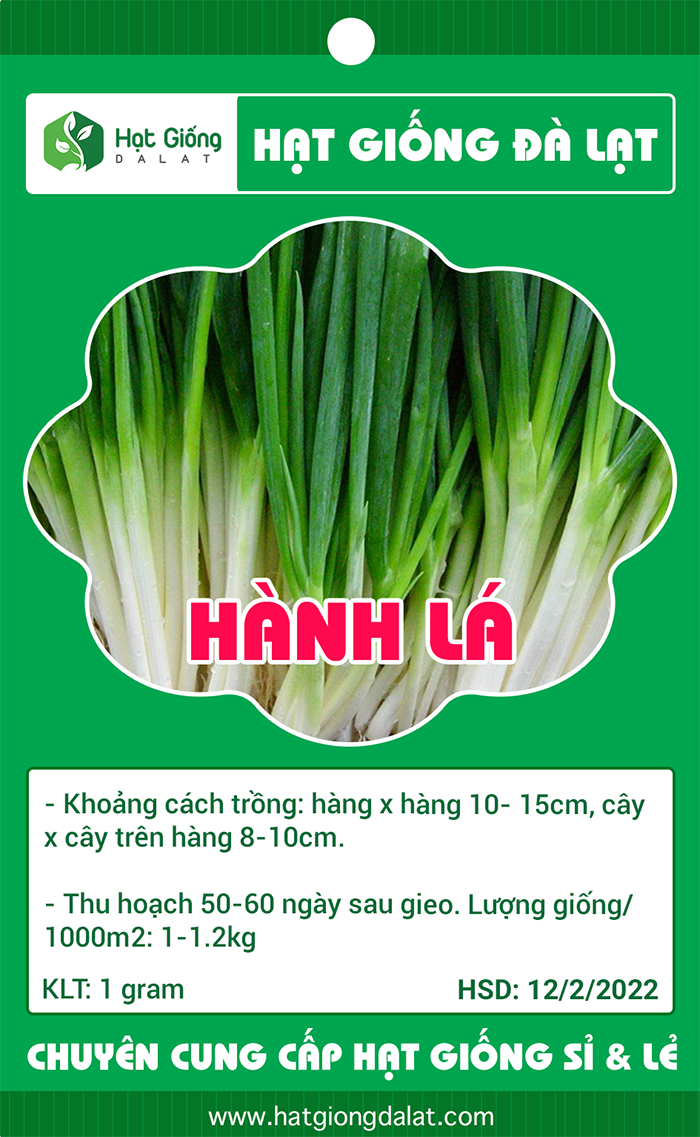 Hạt Giống
DALAT
HẠT GIỐNG ĐÀ LẠT
HÀNH LÁ
- Khoảng cách trồng: hàng x hàng 10- 15cm, cây
x cây trên hàng 8-10cm.
- Thu hoạch 50-60 ngày sau gieo. Lượng giống/
1000m2: 1-1.2kg
KLT: 1 gram
HSD: 12/2/2022
CHUYÊN CUNG CẤP HẠT GIỐNG SỈ & LẺ
www.hatgiongdalat.com